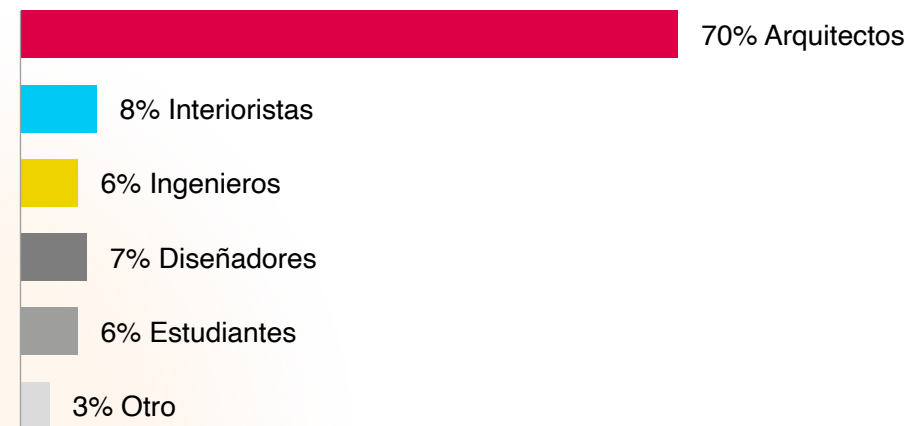 70% Arquitectos
8% Interioristas
6% Ingenieros
7% Diseñadores
6% Estudiantes
3% Otro